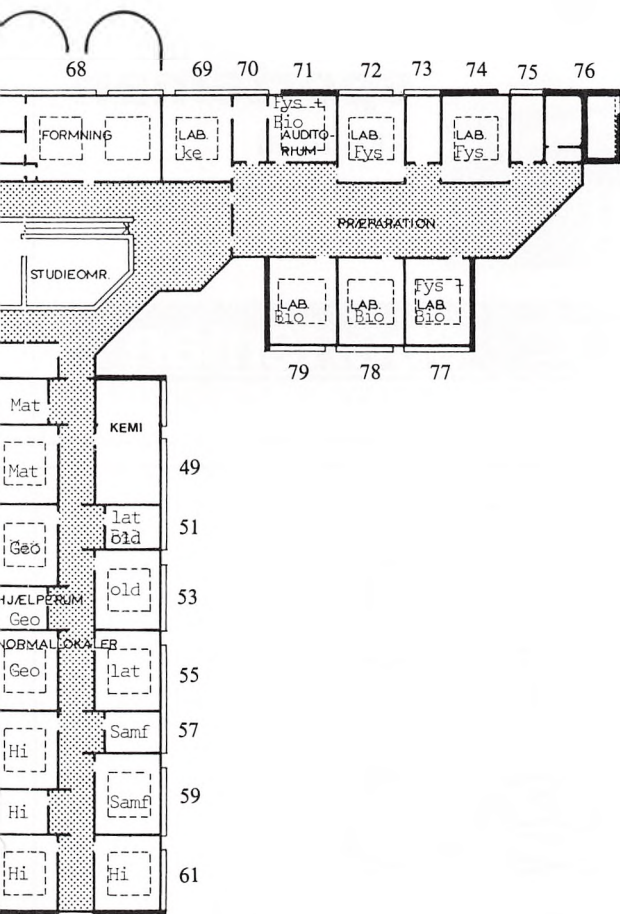 68 69 70 71 72 73 74 75 76
Fys +
Bio
FORMNING LAB. AUDITO- LAB. LAB.
ke RIUM Fys Fys
PRÆPARATION
STUDIEOMR.
Fys +
LAB. LAB. LAB.
Bio Bio Bio
79 78 77
Mat
KEMI
Mat 49
lat
old 51
Geo
old 53
HJÆLPERUM
Geo
NORMALLOKALER
Geo lat 55
Samf 57
Hi
Samf 59
Hi
Hi Hi 61